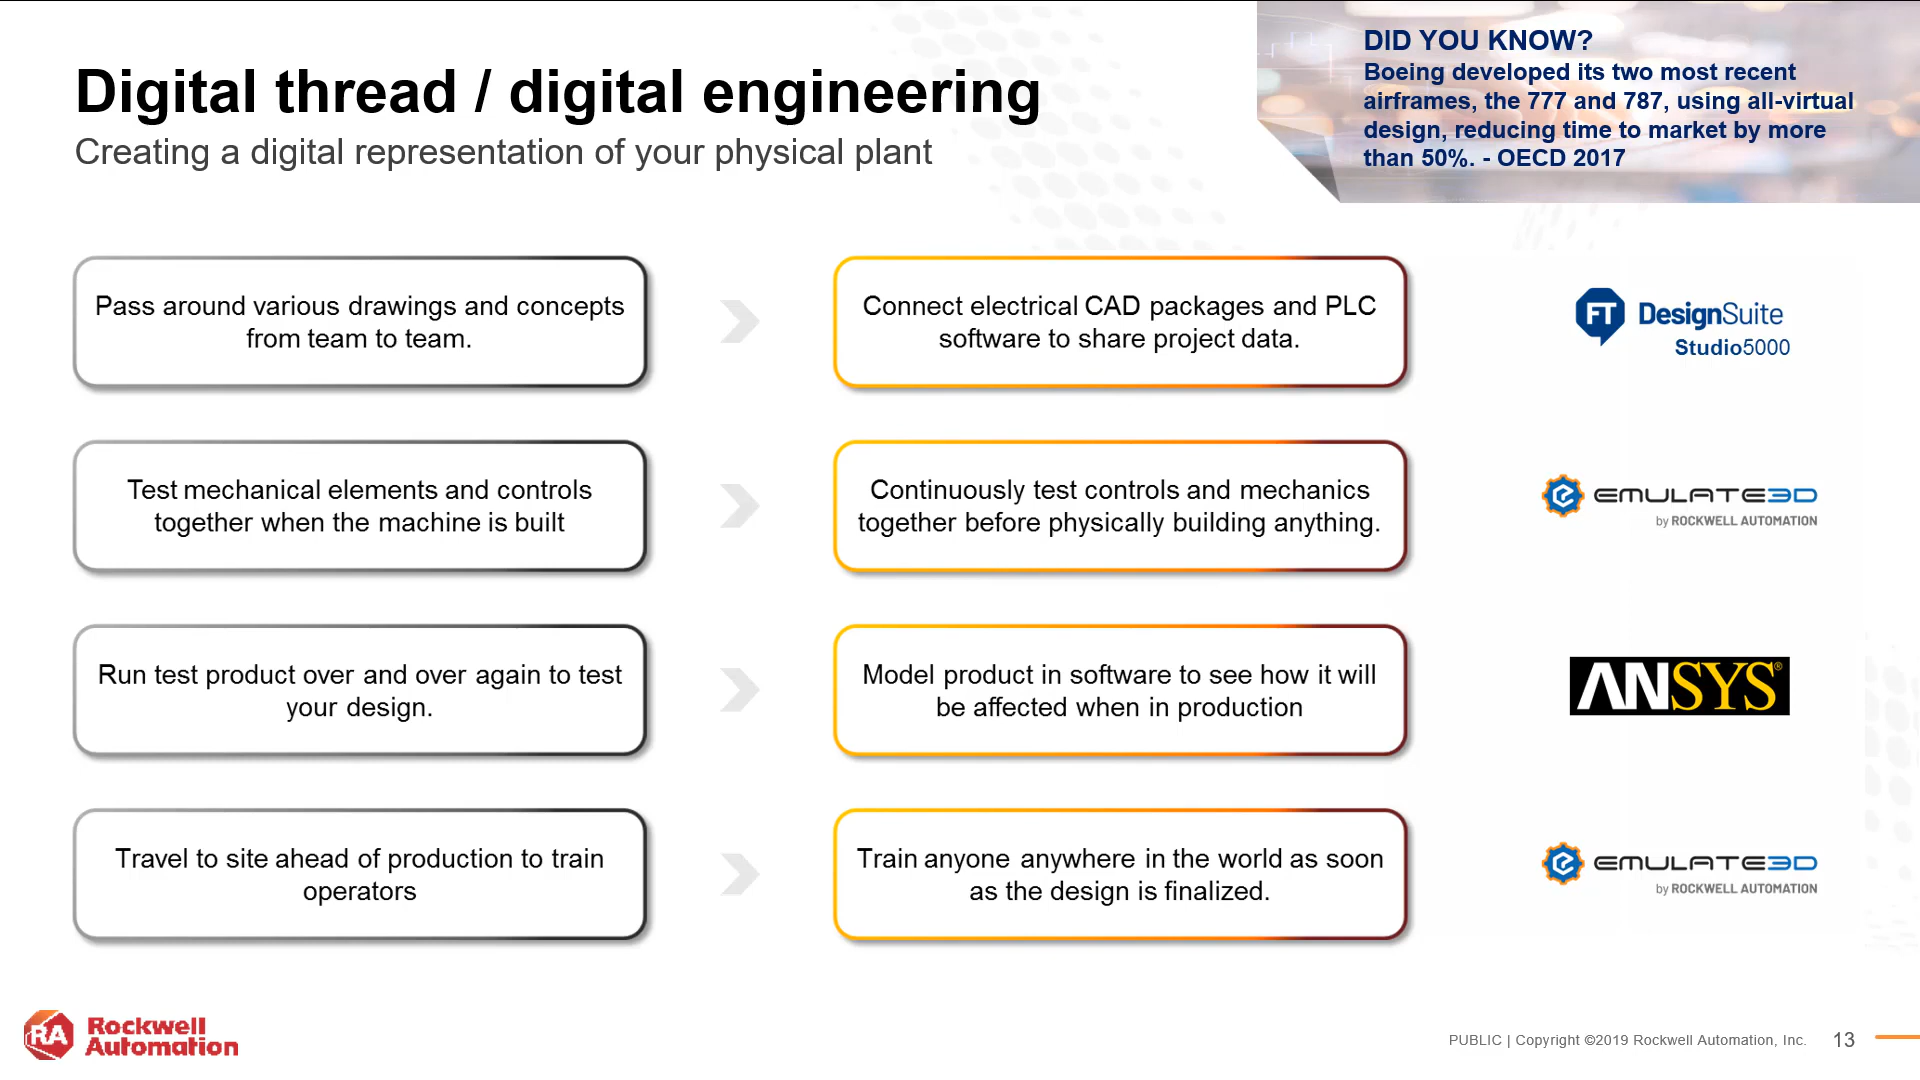 Digital thread / digital engineering
Creating a digital representation of your physical plant
DID YOU KNOW?
Boeing developed its two most recent
airframes, the 777 and 787, using all-virtual
design, reducing time to market by more
than 50%. - OECD 2017
Pass around various drawings and concepts
from team to team.
Connect electrical CAD packages and PLC
software to share project data.
FT DesignSuite
Studio5000
Test mechanical elements and controls
together when the machine is built
Continuously test controls and mechanics
together before physically building anything.
EMULATE3D
by ROCKWELL AUTOMATION
Run test product over and over again to test
your design.
Model product in software to see how it will
be affected when in production
ANSYS®
Travel to site ahead of production to train
operators
Train anyone anywhere in the world as soon
as the design is finalized.
EMULATE3D
by ROCKWELL AUTOMATION
RA Rockwell
Automation
PUBLIC | Copyright ©2019 Rockwell Automation, Inc. 13